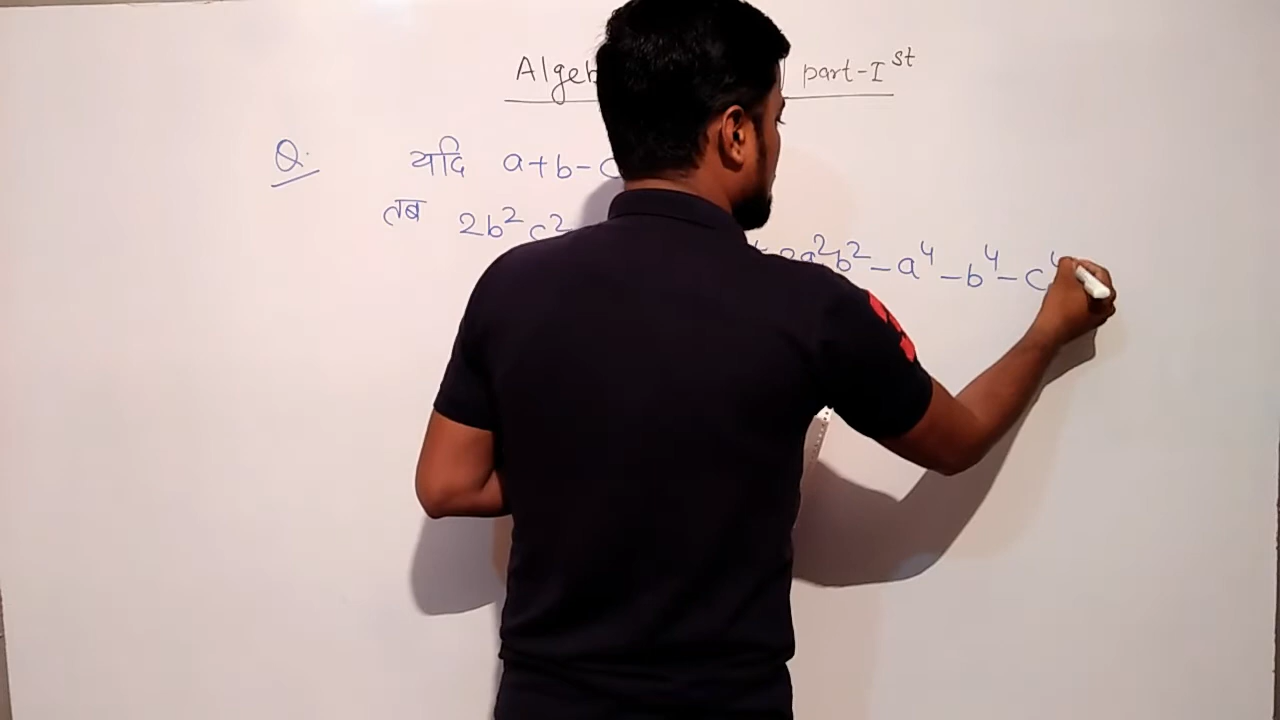 Algeb part-Iˢᵗ
Q. यदि a+b-c
तब 2b²c² 2a²b²-a⁴-b⁴-c⁴